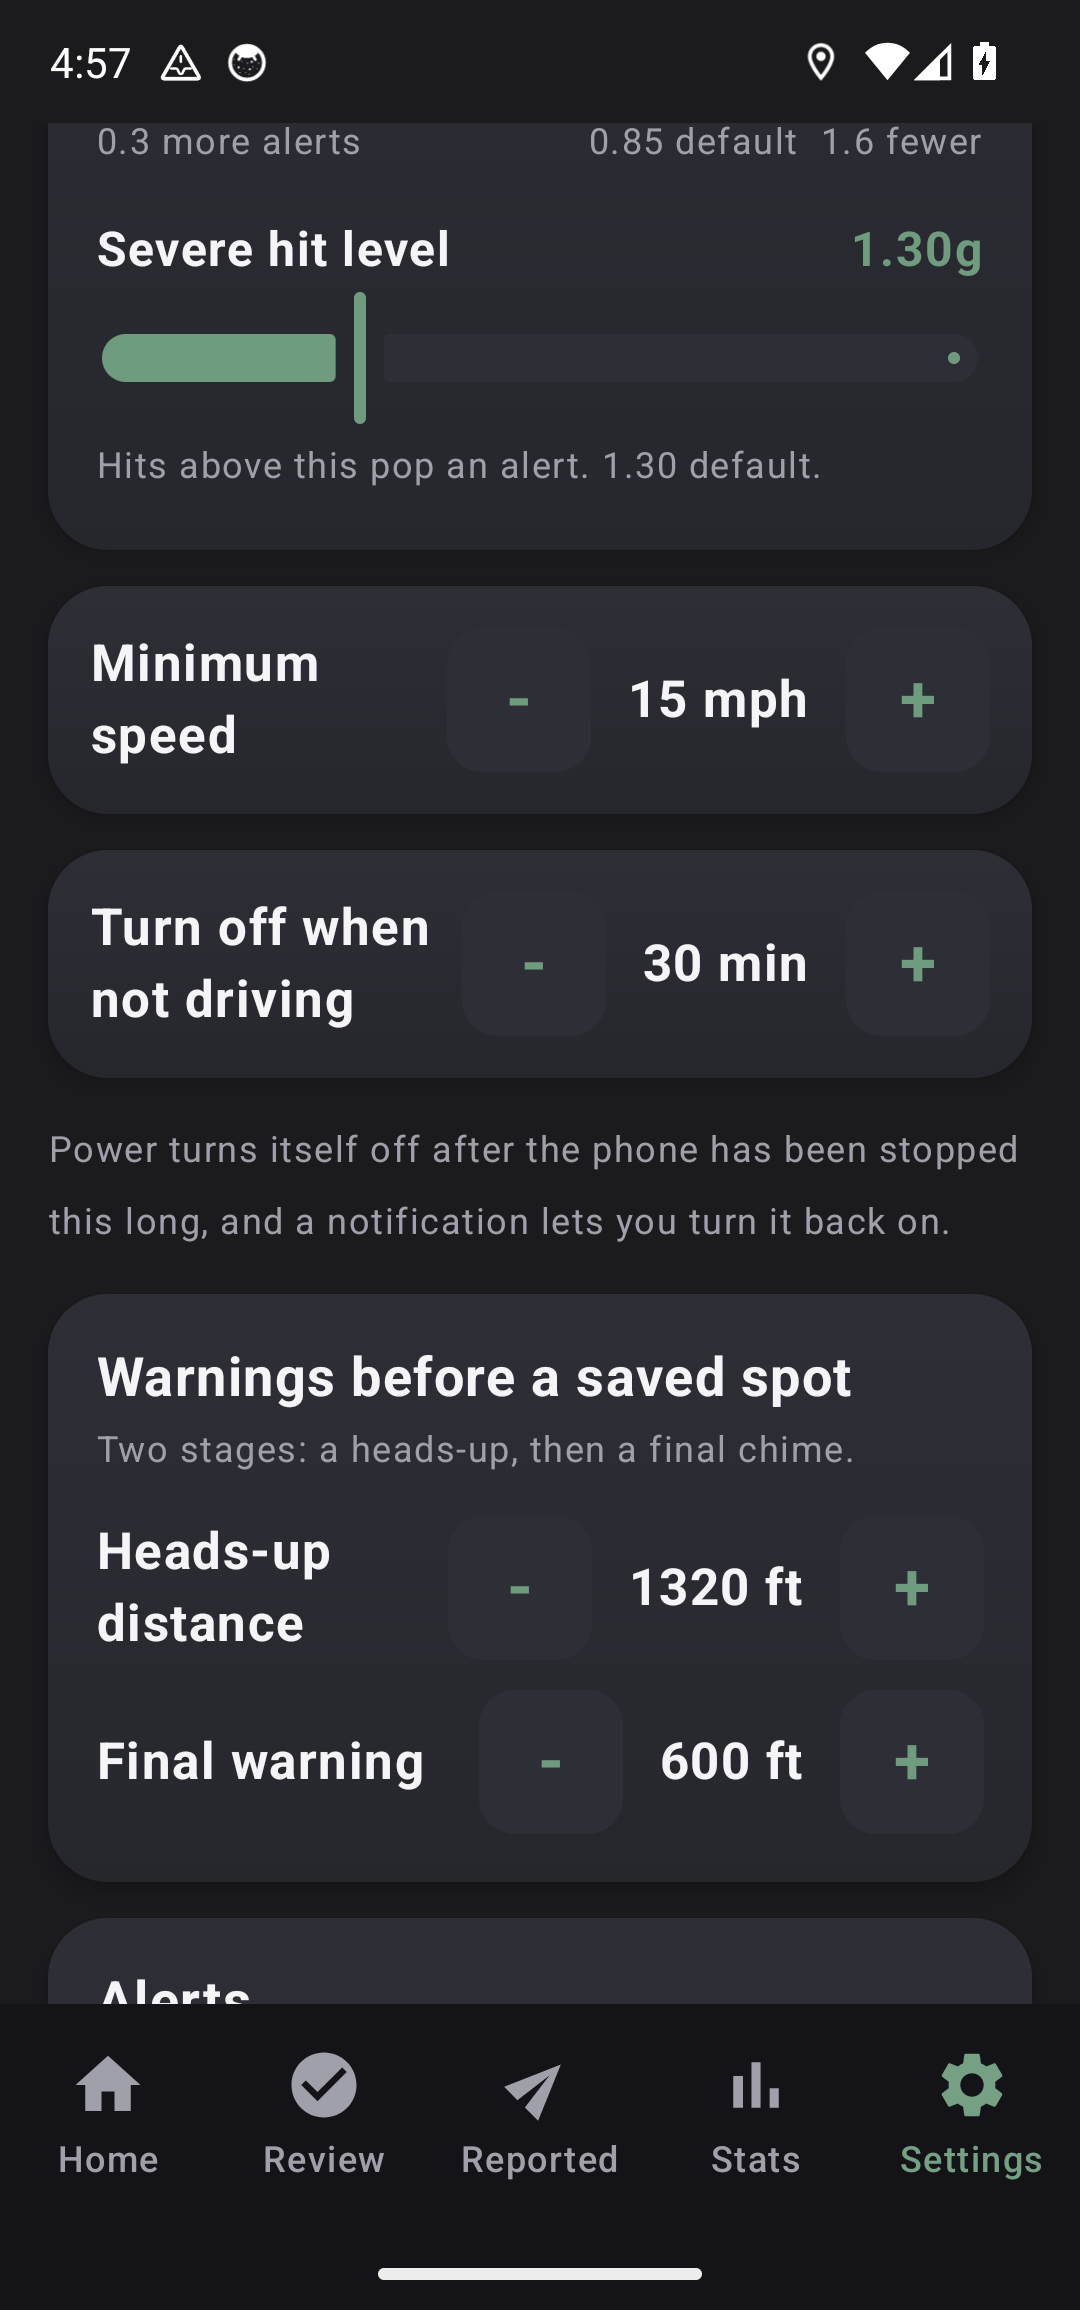 4:57
0.3 more alerts 0.85 default 1.6 fewer
Severe hit level 1.30g
Hits above this pop an alert. 1.30 default.
Minimum
speed
- 15 mph +
Turn off when
not driving
- 30 min +
Power turns itself off after the phone has been stopped
this long, and a notification lets you turn it back on.
Warnings before a saved spot
Two stages: a heads-up, then a final chime.
Heads-up
distance
- 1320 ft +
Final warning - 600 ft +
Alerts
Home Review Reported Stats Settings